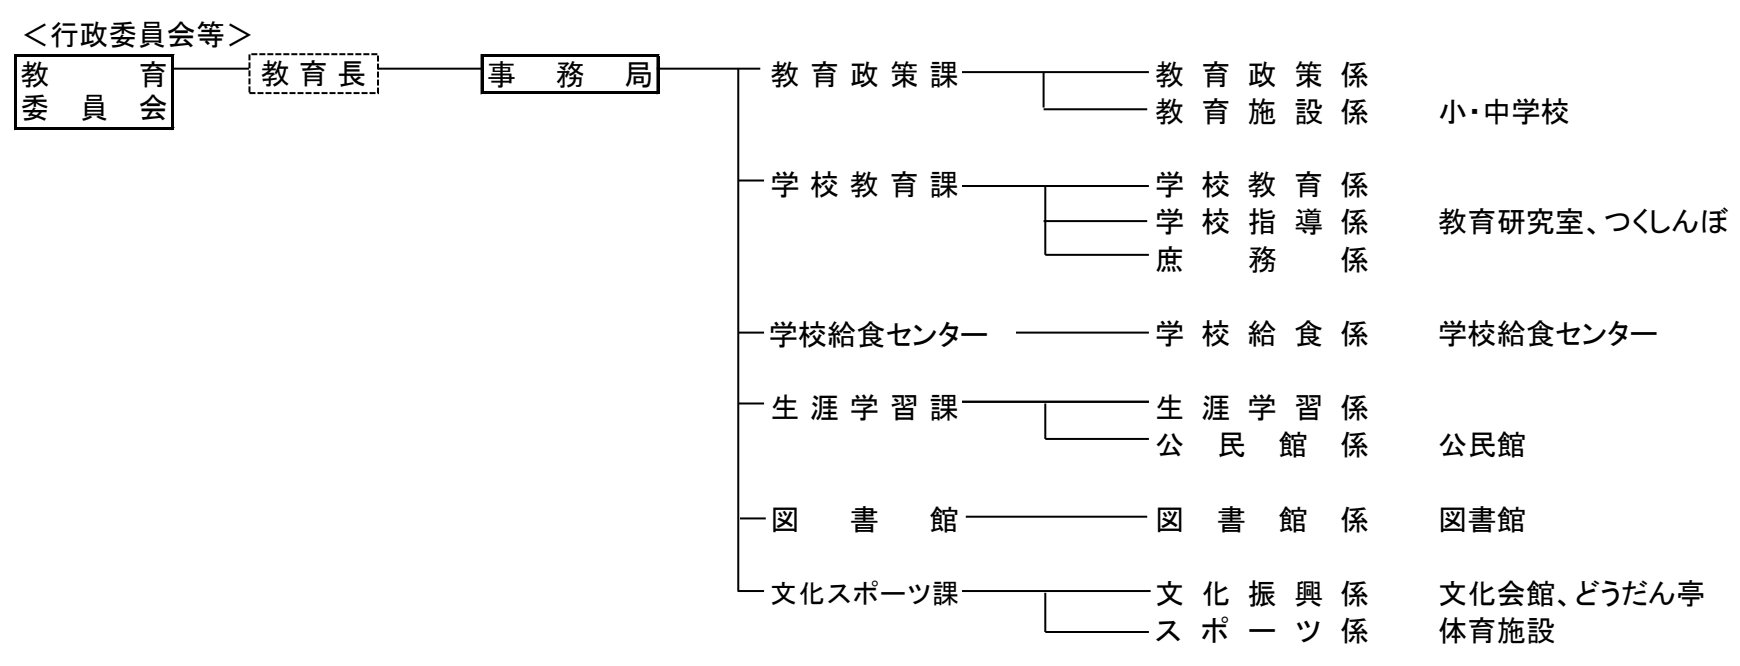 ＜行政委員会等＞
教育委員会 教育長 事務局 教育政策課 教育政策係
教育施設係 小・中学校
学校教育課 学校教育係
学校指導係 教育研究室、つくしんぼ
庶務係
学校給食センター 学校給食係 学校給食センター
生涯学習課 生涯学習係
公民館係 公民館
図書館 図書館係 図書館
文化スポーツ課 文化振興係 文化会館、どうだん亭
スポーツ係 体育施設